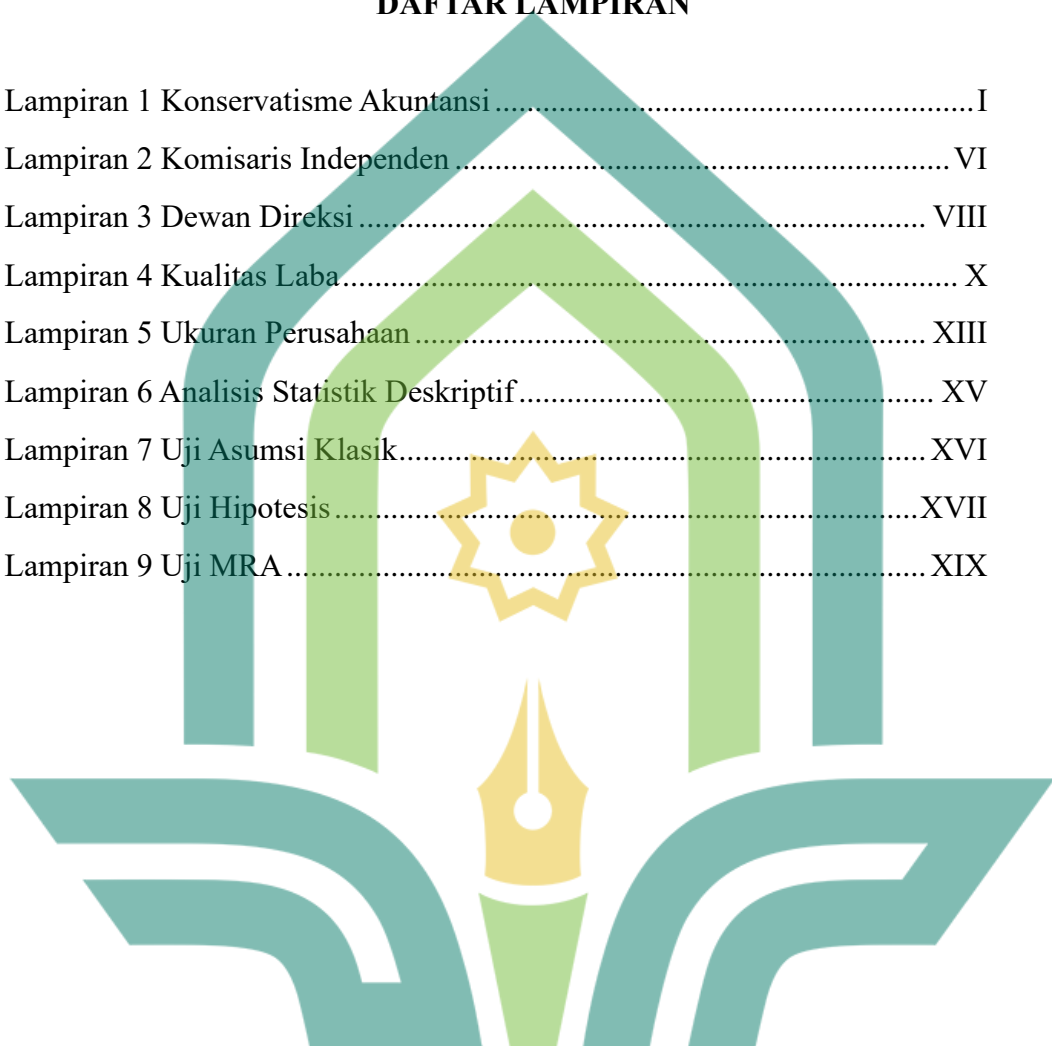 DAFTAR LAMPIRAN
Lampiran 1 Konservatisme Akuntansi ............................................................. I
Lampiran 2 Komisaris Independen ............................................................... VI
Lampiran 3 Dewan Direksi ......................................................................... VIII
Lampiran 4 Kualitas Laba ............................................................................... X
Lampiran 5 Ukuran Perusahaan ................................................................. XIII
Lampiran 6 Analisis Statistik Deskriptif ..................................................... XV
Lampiran 7 Uji Asumsi Klasik ................................................................... XVI
Lampiran 8 Uji Hipotesis ........................................................................... XVII
Lampiran 9 Uji MRA .................................................................................. XIX